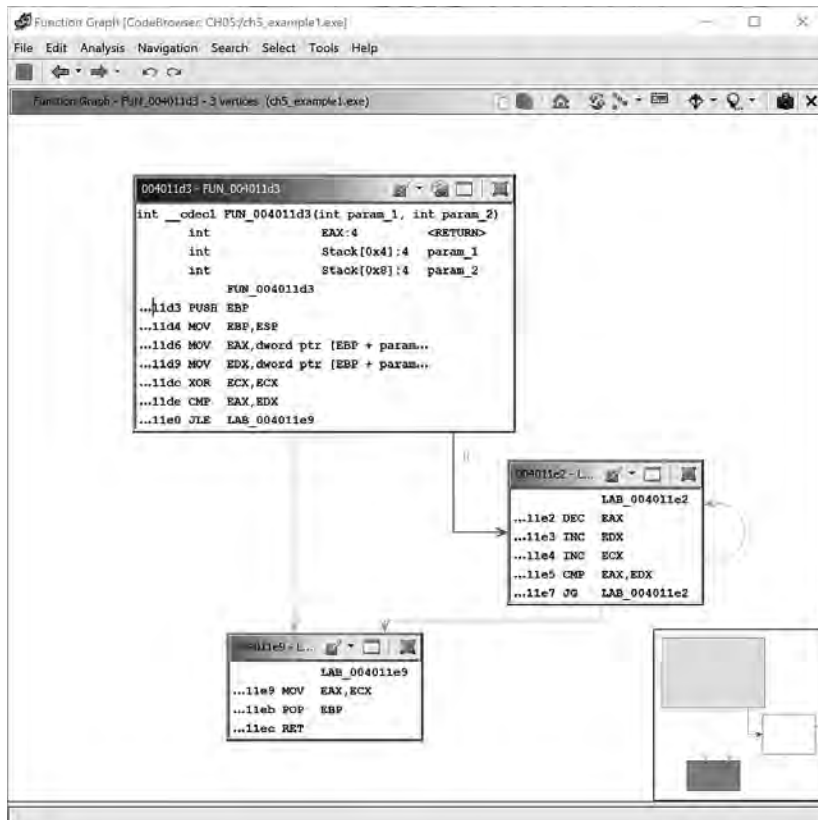 Function Graph [CodeBrowser: CH05:/ch5_example1.exe]
File Edit Analysis Navigation Search Select Tools Help
Function Graph - FUN_004011d3 - 3 vertices (ch5_example1.exe)
004011d3 - FUN_004011d3
int __cdecl FUN_004011d3(int param_1, int param_2)
int EAX:4 <RETURN>
int Stack[0x4]:4 param_1
int Stack[0x8]:4 param_2
FUN_004011d3
...11d3 PUSH EBP
...11d4 MOV EBP,ESP
...11d6 MOV EAX,dword ptr [EBP + param...
...11d9 MOV EDX,dword ptr [EBP + param...
...11dc XOR ECX,ECX
...11de CMP EAX,EDX
...11e0 JLE LAB_004011e9
004011e2 - L...
LAB_004011e2
...11e2 DEC EAX
...11e3 INC EDX
...11e4 INC ECX
...11e5 CMP EAX,EDX
...11e7 JG LAB_004011e2
004011e9 - L...
LAB_004011e9
...11e9 MOV EAX,ECX
...11eb POP EBP
...11ec RET